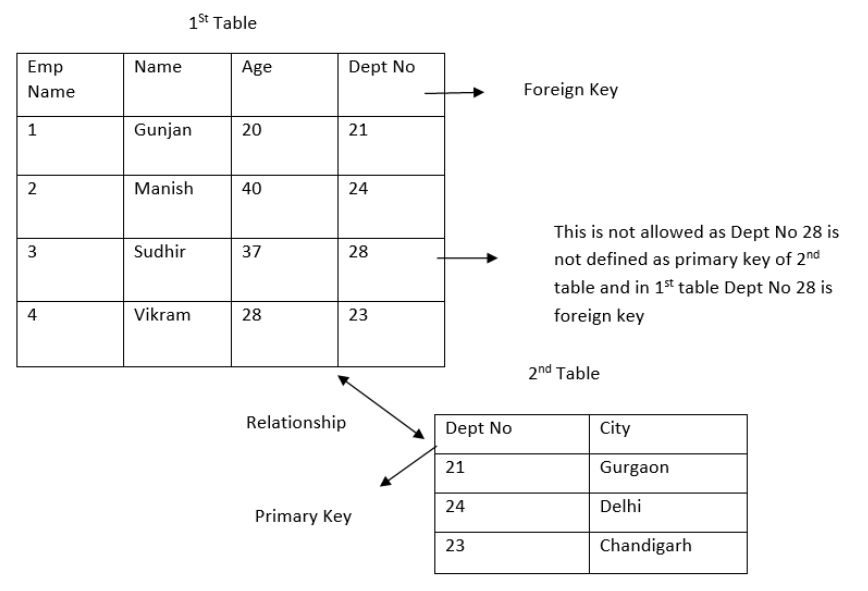 1St Table
Emp Name Name Age Dept No
Foreign Key
1 Gunjan 20 21
2 Manish 40 24
3 Sudhir 37 28
This is not allowed as Dept No 28 is
not defined as primary key of 2nd
table and in 1st table Dept No 28 is
foreign key
4 Vikram 28 23
2nd Table
Relationship
Dept No City
21 Gurgaon
24 Delhi
23 Chandigarh
Primary Key